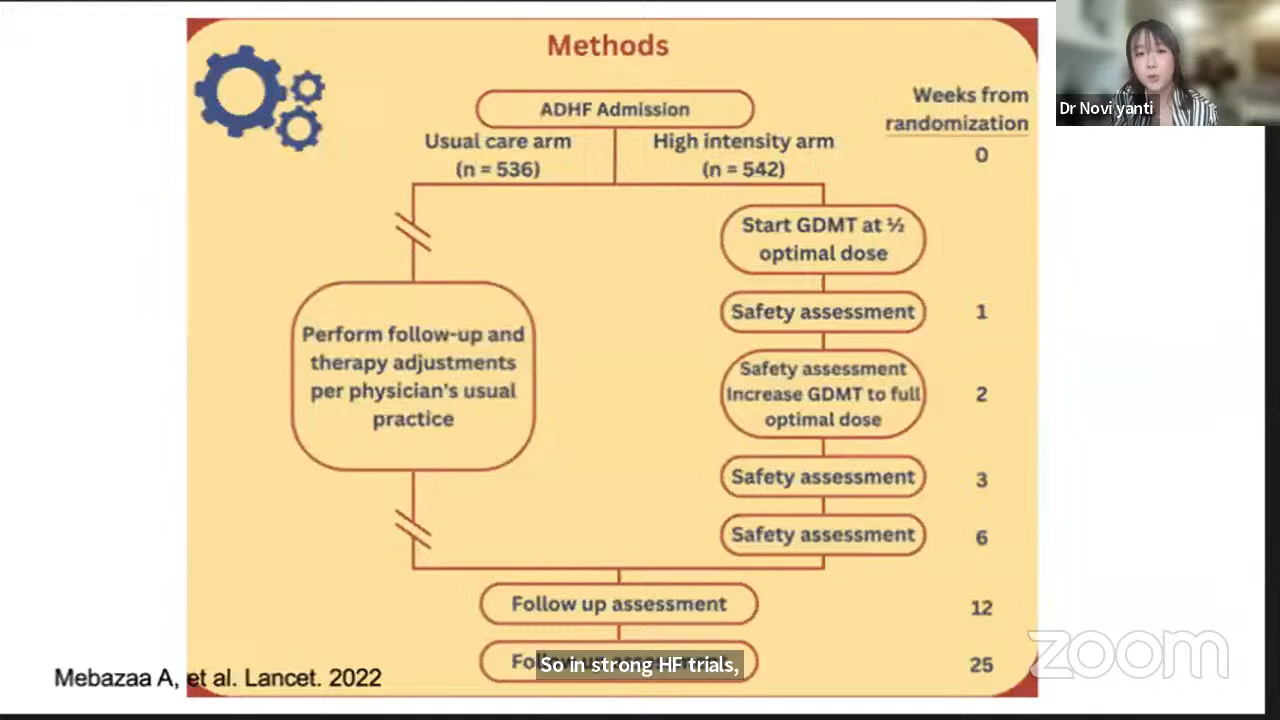 Methods
ADHF Admission
Usual care arm
(n = 536)
High intensity arm
(n = 542)
Weeks from
randomization
0
Start GDMT at ½
optimal dose
Safety assessment
1
Perform follow-up and
therapy adjustments
per physician's usual
practice
Safety assessment
Increase GDMT to full
optimal dose
2
Safety assessment
3
Safety assessment
6
Follow up assessment
12
25
So in strong HF trials,
Mebazaa A, et al. Lancet. 2022
Dr Novi yanti
zoom